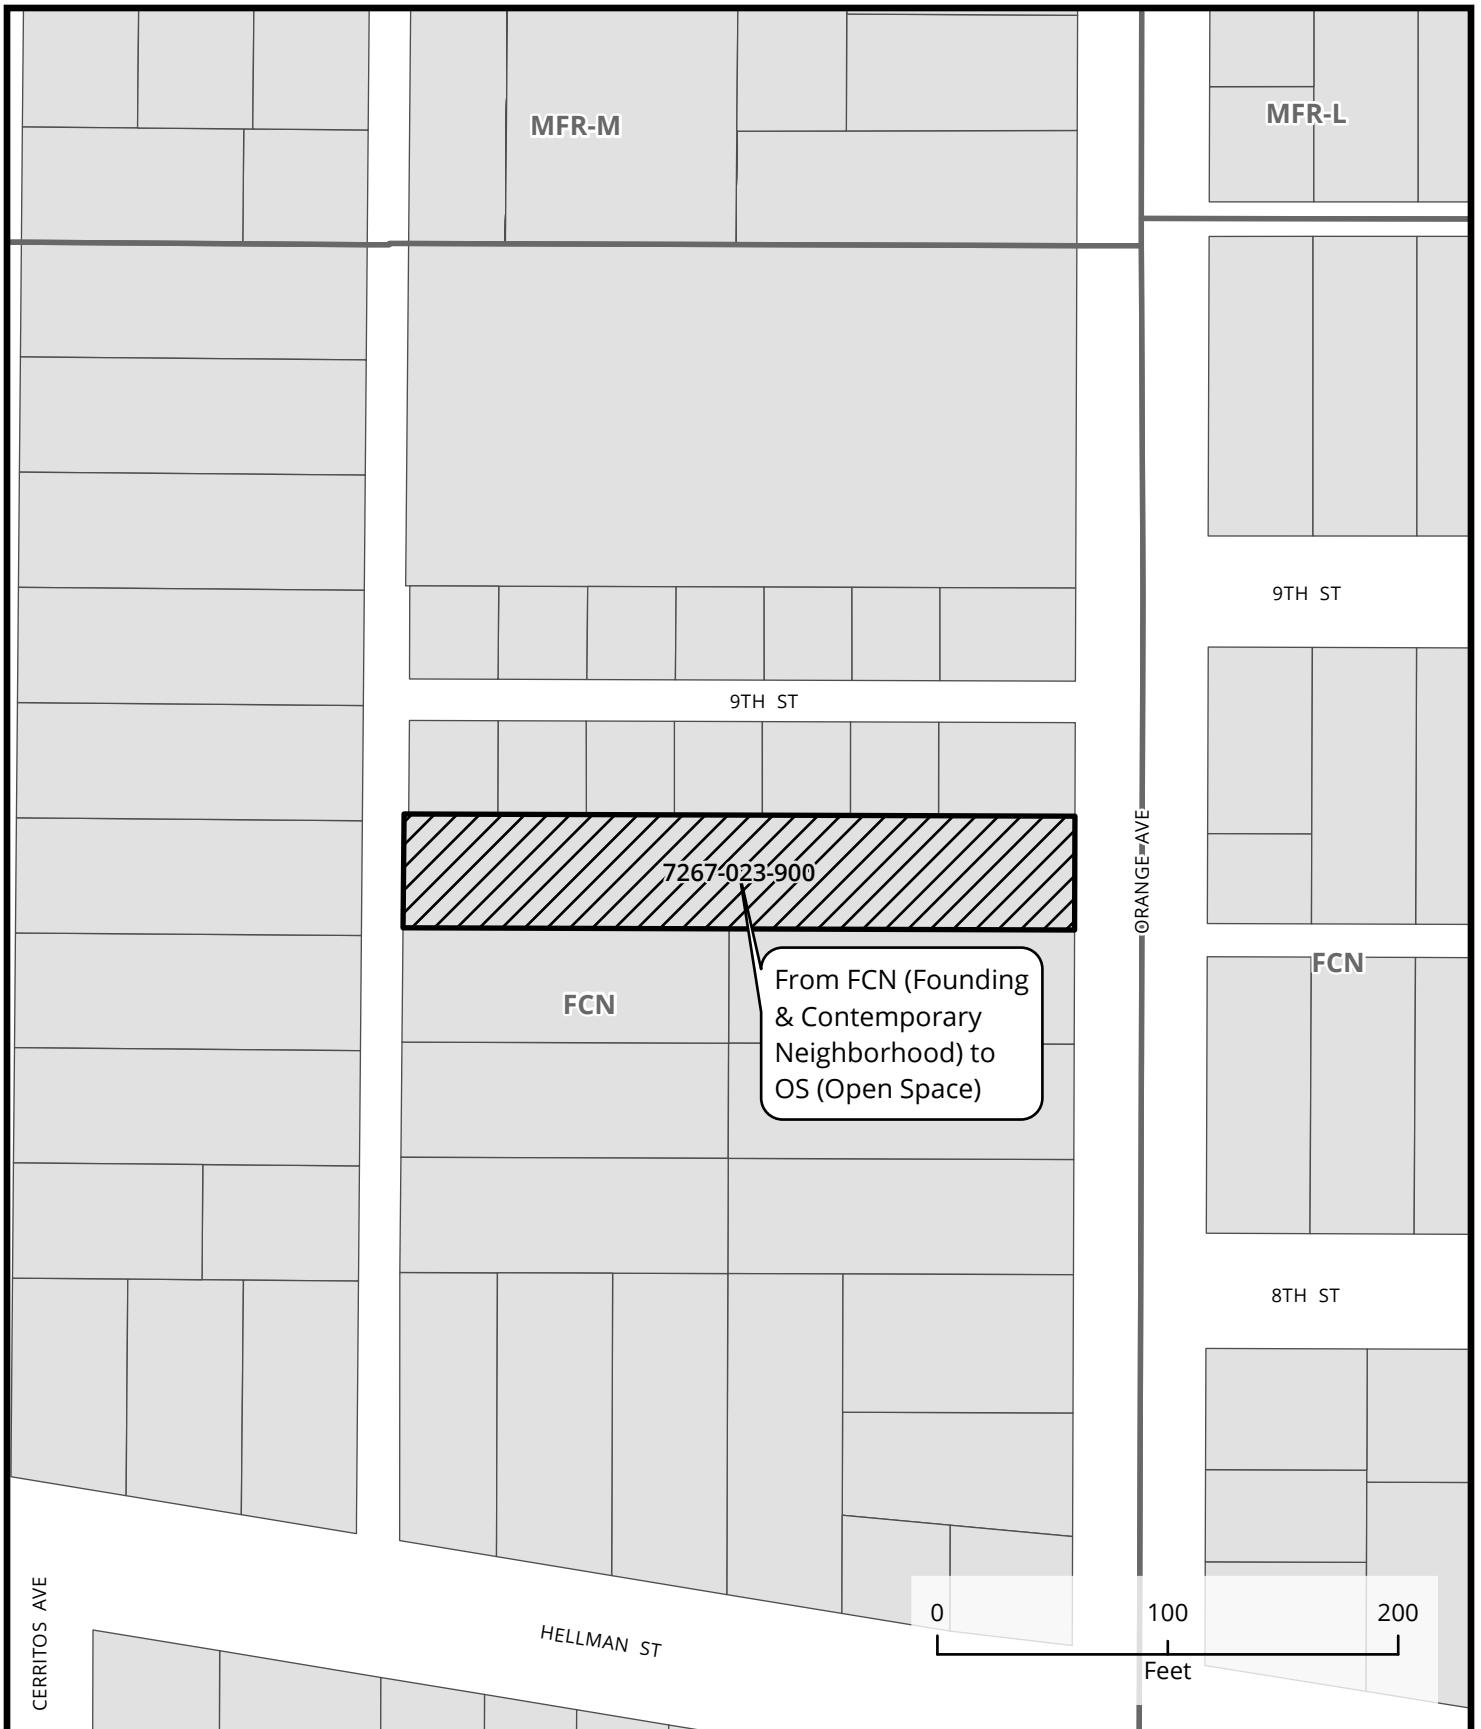 MFR-M
MFR-L
9TH ST
9TH ST
ORANGE AVE
7267-023-900
FCN
FCN
From FCN (Founding
& Contemporary
Neighborhood) to
OS (Open Space)
8TH ST
CERRITOS AVE
HELLMAN ST
0 100 200
Feet